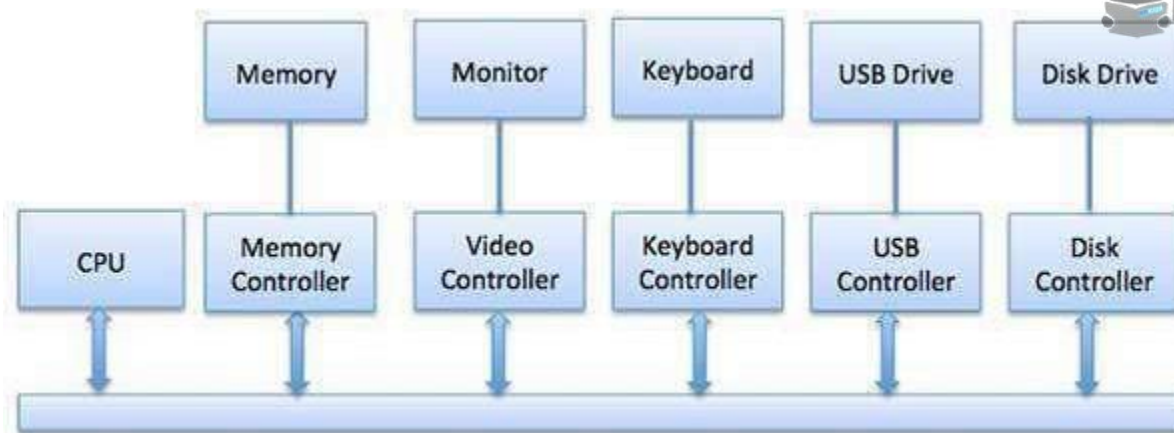 Memory
Monitor
Keyboard
USB Drive
Disk Drive
CPU
Memory
Controller
Video
Controller
Keyboard
Controller
USB
Controller
Disk
Controller